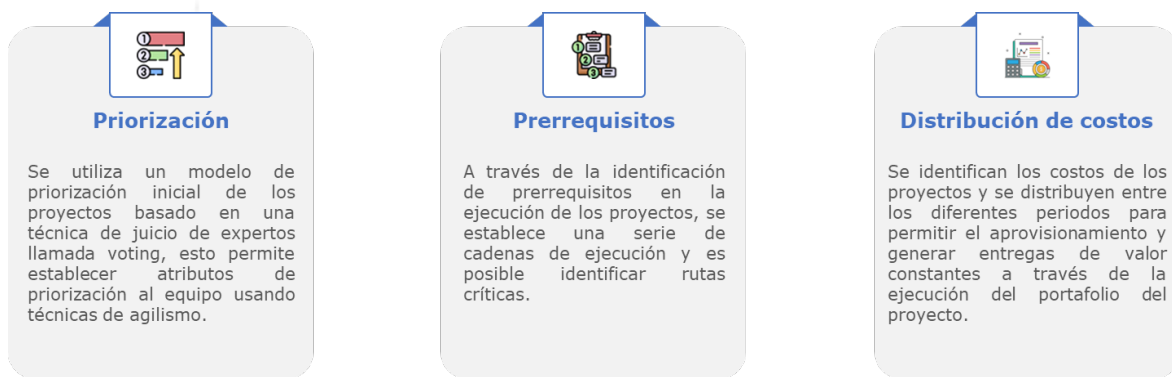 Priorización
Se utiliza un modelo de
priorización inicial de los
proyectos basado en una
técnica de juicio de expertos
llamada voting, esto permite
establecer atributos de
priorización al equipo usando
técnicas de agilismo.
Prerrequisitos
A través de la identificación
de prerrequisitos en la
ejecución de los proyectos, se
establece una serie de
cadenas de ejecución y es
posible identificar rutas
críticas.
Distribución de costos
Se identifican los costos de los
proyectos y se distribuyen entre
los diferentes periodos para
permitir el aprovisionamiento y
generar entregas de valor
constantes a través de la
ejecución del portafolio del
proyecto.